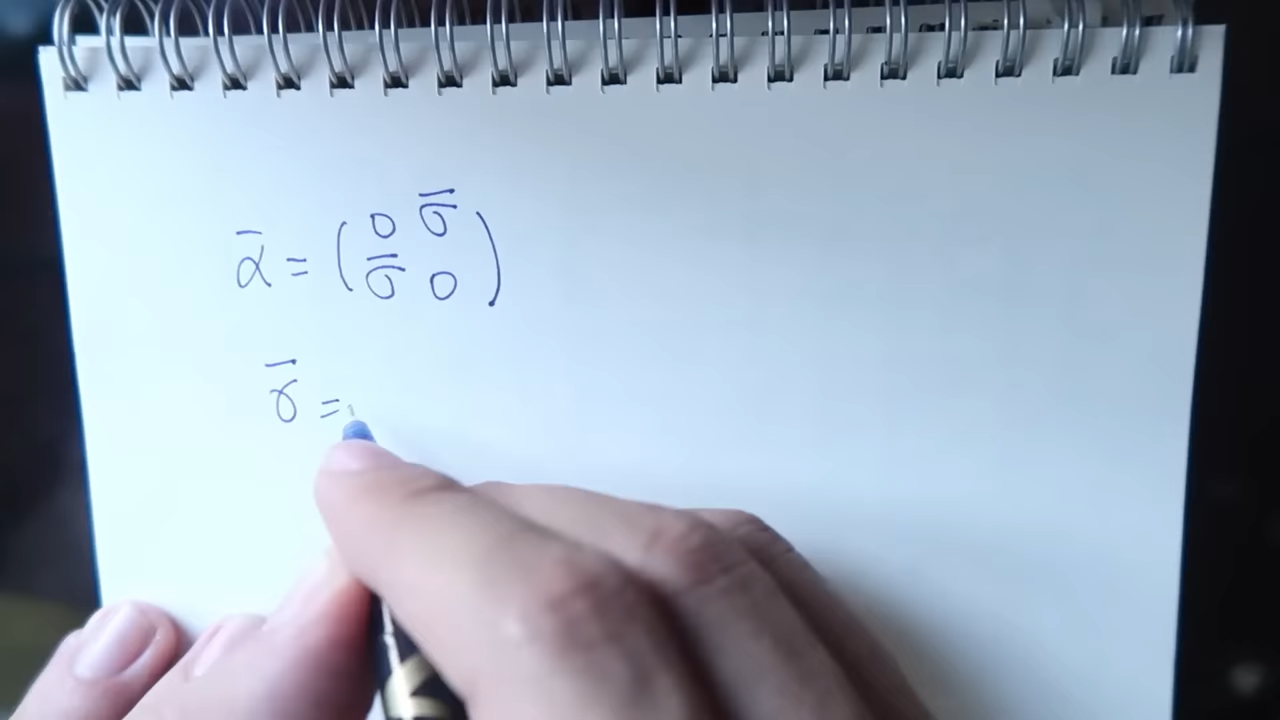 ᾱ = ( 0 σ̄
σ̄ 0 )
γ̄ =